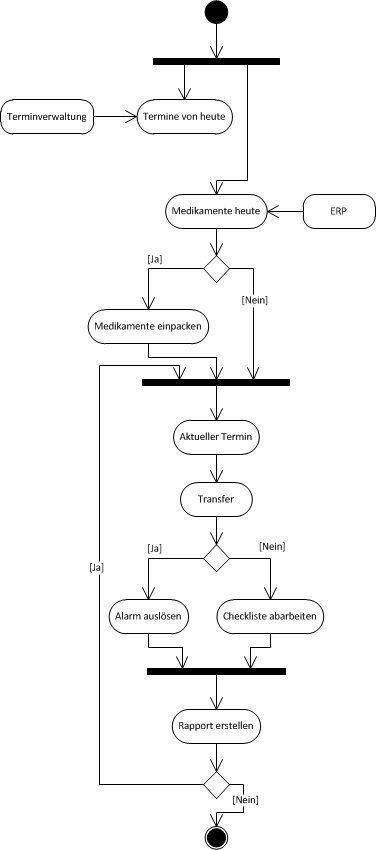 Terminverwaltung
Termine von heute
Medikamente heute
ERP
[Ja]
[Nein]
Medikamente einpacken
Aktueller Termin
Transfer
[Ja]
[Nein]
[Ja]
Alarm auslösen
Checkliste abarbeiten
Rapport erstellen
[Nein]